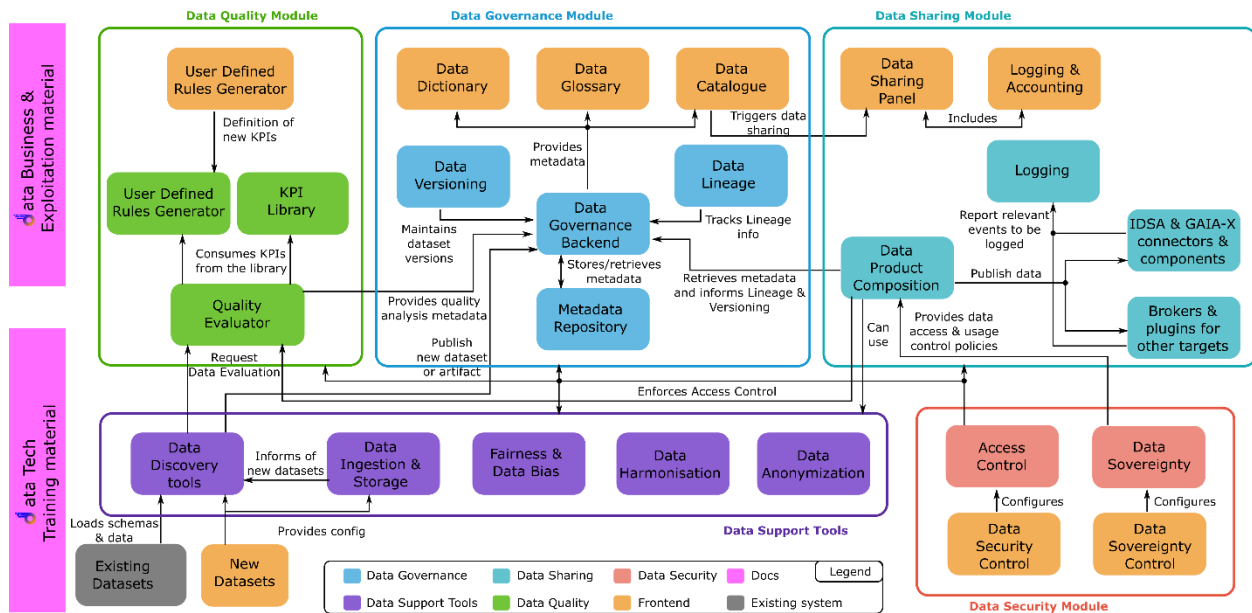 Data Quality Module
Data Governance Module
Data Sharing Module
ata Business &
Exploitation material
ata Tech
Training material
User Defined
Rules Generator
Definition of
new KPIs
User Defined
Rules Generator
KPI
Library
Consumes KPIs
from the library
Quality
Evaluator
Request
Data Evaluation
Data
Dictionary
Data
Glossary
Data
Catalogue
Provides
metadata
Triggers data
sharing
Data
Versioning
Data
Lineage
Data
Governance
Backend
Maintains
dataset
versions
Tracks Lineage
info
Stores/retrieves
metadata
Provides quality
analysis metadata
Metadata
Repository
Retrieves metadata
and informs Lineage &
Versioning
Publish
new dataset
or artifact
Data
Sharing
Panel
Includes
Logging &
Accounting
Logging
Report relevant
events to be
logged
IDSA & GAIA-X
connectors &
components
Data
Product
Composition
Publish data
Brokers &
plugins for
other targets
Can
use
Provides data
access & usage
control policies
Enforces Access Control
Data
Discovery
tools
Informs of
new datasets
Data
Ingestion &
Storage
Fairness &
Data Bias
Data
Harmonisation
Data
Anonymization
Data Support Tools
Loads schemas
& data
Provides config
Existing
Datasets
New
Datasets
Access
Control
Data
Sovereignty
Configures
Configures
Data
Security
Control
Data
Sovereignty
Control
Data Security Module
Legend
Data Governance
Data Sharing
Data Security
Docs
Data Support Tools
Data Quality
Frontend
Existing system